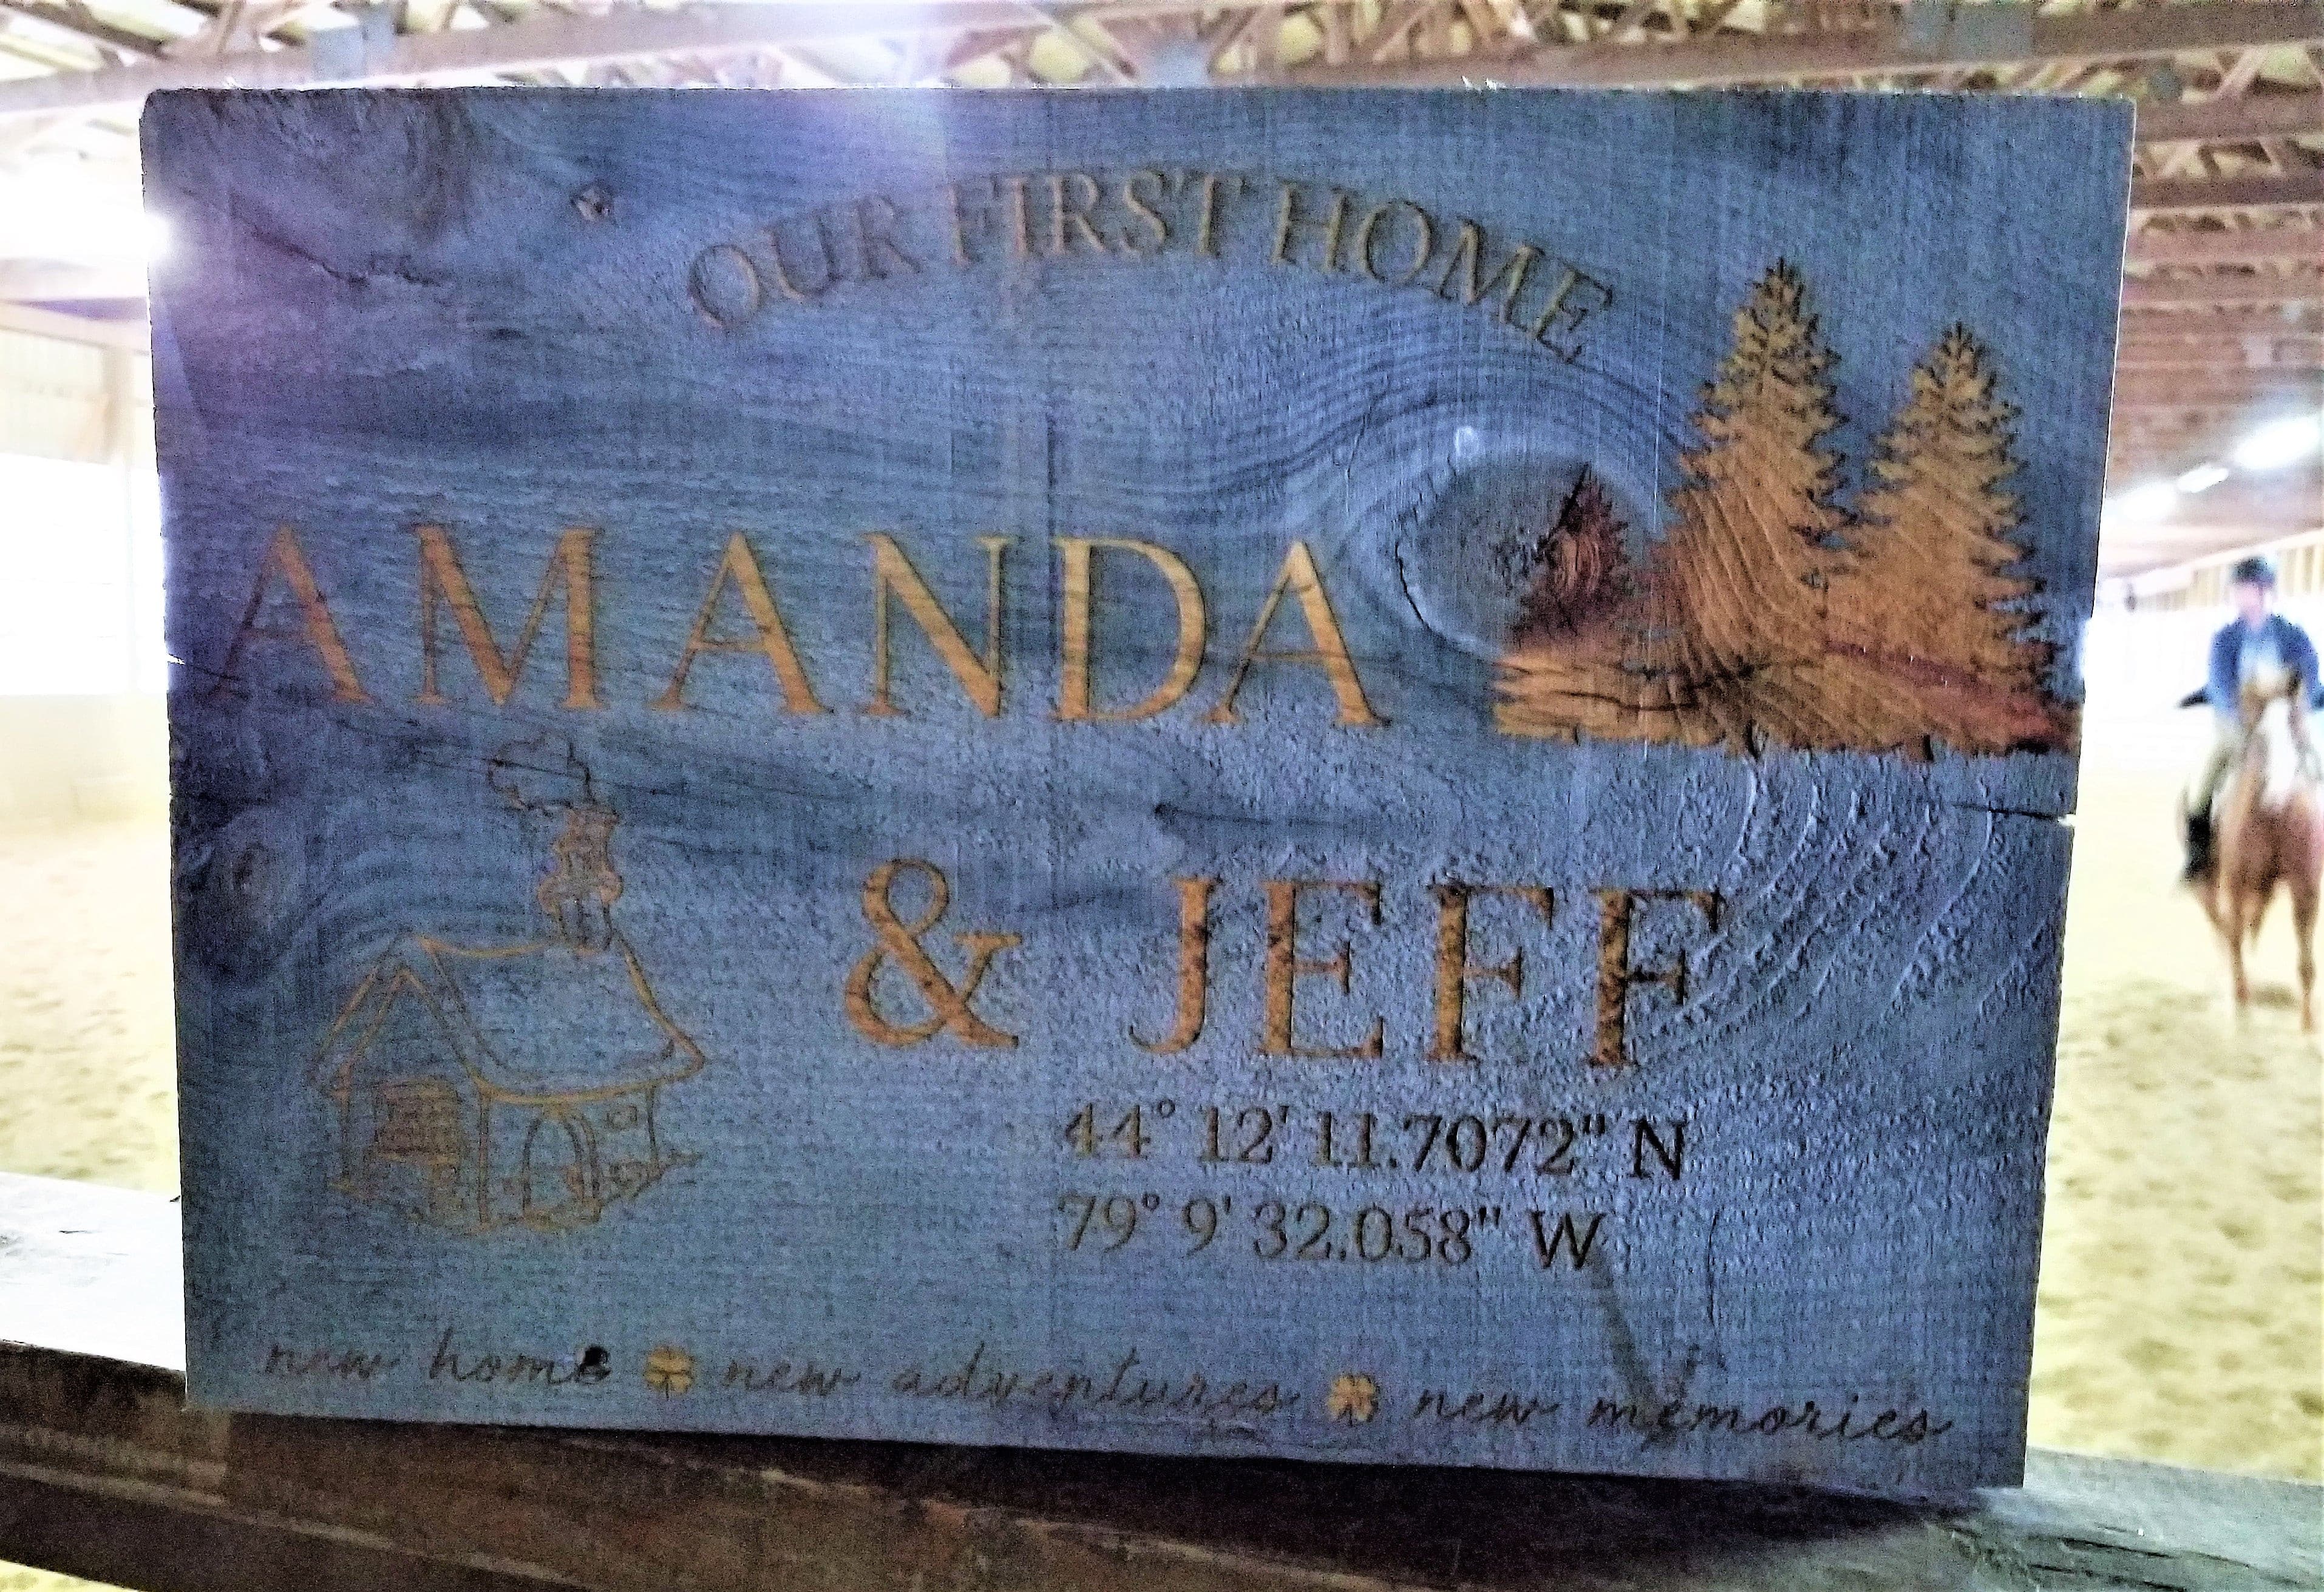 OUR FIRST HOME
AMANDA
& JEFF
44° 12' 11.7072" N
79° 9' 32.058" W
new home new adventures new memories